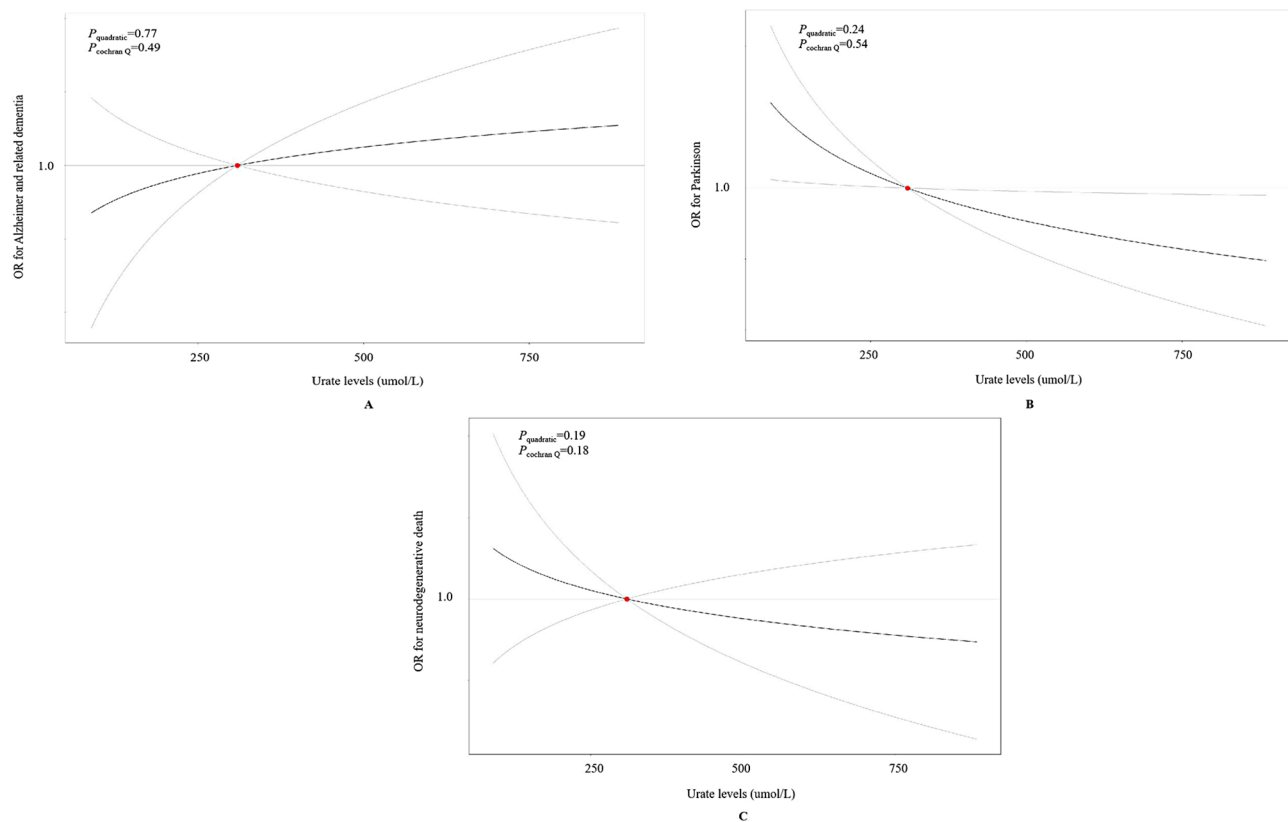 P quadratic=0.77
P cochran Q=0.49
OR for Alzheimer and related dementia
1.0
250 500 750
Urate levels (umol/L)
A
P quadratic=0.24
P cochran Q=0.54
OR for Parkinson
1.0
250 500 750
Urate levels (umol/L)
B
P quadratic=0.19
P cochran Q=0.18
OR for neurodegenerative death
1.0
250 500 750
Urate levels (umol/L)
C